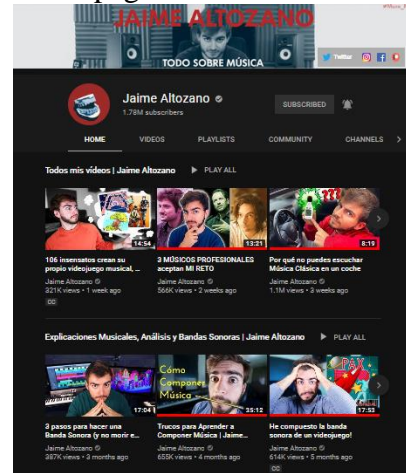 JAIME ALTOZANO
TODO SOBRE MÚSICA
Twitter
Jaime Altozano
1.79M subscribers
SUBSCRIBED
HOME VIDEOS PLAYLISTS COMMUNITY CHANNELS
Todos mis vídeos | Jaime Altozano PLAY ALL
???
14:54 13:21 8:19
106 insensatos crean su
propio videojuego musical, ...
Jaime Altozano
321K views • 1 week ago
CC
3 MÚSICOS PROFESIONALES
aceptan MI RETO
Jaime Altozano
566K views • 2 weeks ago
Por qué no puedes escuchar
Música Clásica en un coche
Jaime Altozano
1.1M views • 3 weeks ago
Explicaciones Musicales, Análisis y Bandas Sonoras | Jaime Altozano PLAY ALL
Cómo
Componer
Música
PAX
17:04 35:12 17:53
3 pasos para hacer una
Banda Sonora (y no morir e...
Jaime Altozano
387K views • 3 months ago
Trucos para Aprender a
Componer Música | Jaime...
Jaime Altozano
655K views • 4 months ago
He compuesto la banda
sonora de un videojuego!
Jaime Altozano
614K views • 5 months ago
CC